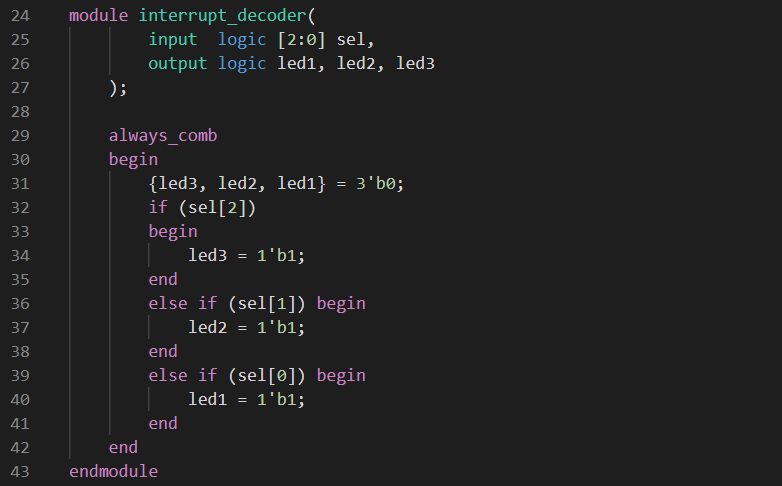 24 module interrupt_decoder(
25 input logic [2:0] sel,
26 output logic led1, led2, led3
27 );
28
29 always_comb
30 begin
31 {led3, led2, led1} = 3'b0;
32 if (sel[2])
33 begin
34 led3 = 1'b1;
35 end
36 else if (sel[1]) begin
37 led2 = 1'b1;
38 end
39 else if (sel[0]) begin
40 led1 = 1'b1;
41 end
42 end
43 endmodule